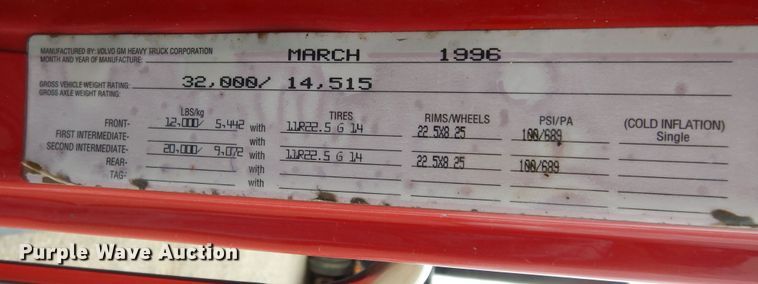 MANUFACTURED BY: VOLVO GM HEAVY TRUCK CORPORATION
MONTH AND YEAR OF MANUFACTURE: MARCH 1996
GROSS VEHICLE WEIGHT RATING: 32,000/ 14,515
GROSS AXLE WEIGHT RATING:
LBS/kg TIRES RIMS/WHEELS PSI/PA (COLD INFLATION)
FRONT- 12,000/ 5,442 with 11R22.5 G 14 22.5X8 25 100/689 Single
FIRST INTERMEDIATE- with
SECOND INTERMEDIATE- 20,000/ 9,072 with 11R22.5 G 14 22.5X8 25 100/689
REAR- with
TAG- with
Purple Wave Auction